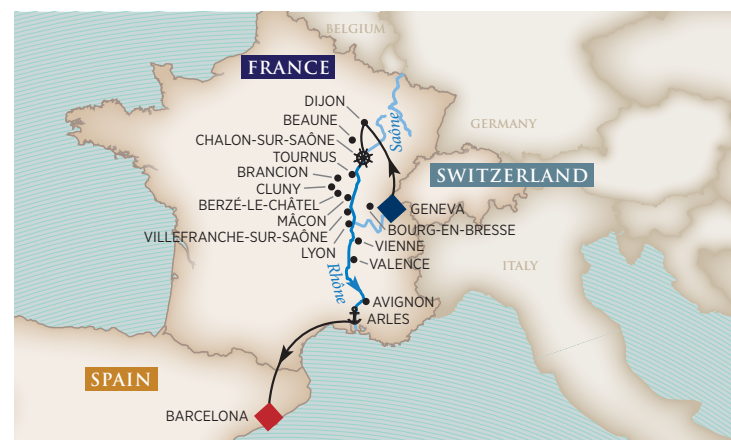 BELGIUM
FRANCE
DIJON
BEAUNE
Saône
CHALON-SUR-SAÔNE
GERMANY
TOURNUS
BRANCION
SWITZERLAND
CLUNY
BERZÉ-LE-CHÂTEL
GENEVA
MÂCON
BOURG-EN-BRESSE
VILLEFRANCHE-SUR-SAÔNE
VIENNE
LYON
VALENCE
ITALY
Rhône
AVIGNON
ARLES
SPAIN
BARCELONA